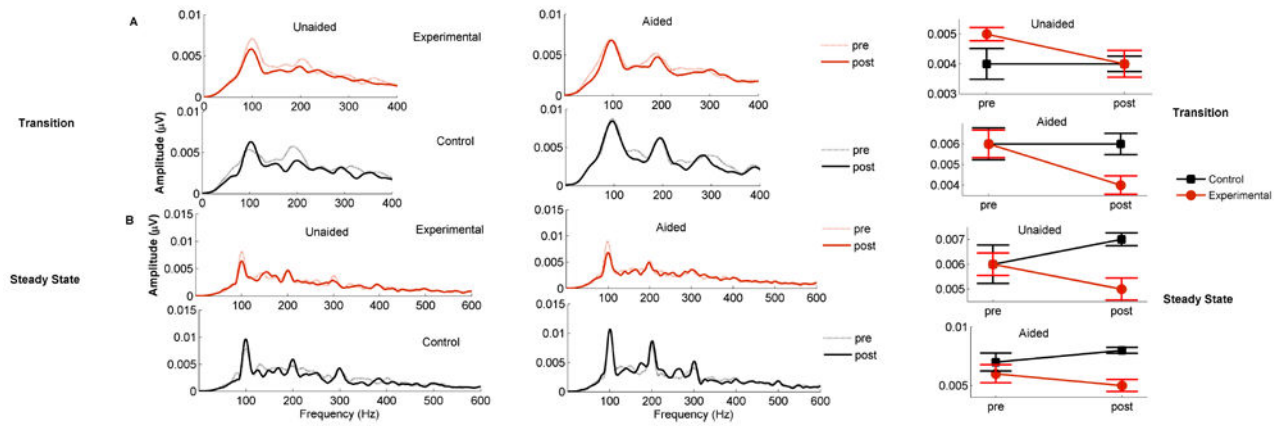 A
Unaided
Experimental
0.01
0.005
0
0 100 200 300 400
Aided
0.01
0.005
0
0 100 200 300 400
pre
post
Unaided
0.005
0.004
0.003
pre post
Transition
Amplitude (µV)
Control
0.01
0.005
0
0 100 200 300 400
0.01
0.005
0
100 200 300 400
pre
post
Aided
0.006
0.004
pre post
Transition
Control
Experimental
B
Steady State
Amplitude (µV)
Unaided
Experimental
0.015
0.01
0.005
0
0 100 200 300 400 500 600
Aided
0.015
0.01
0.005
0
0 100 200 300 400 500 600
pre
post
Unaided
0.007
0.006
0.005
pre post
Steady State
Control
0.015
0.01
0.005
0
100 200 300 400 500 600
Frequency (Hz)
0.015
0.01
0.005
0
0 100 200 300 400 500 600
Frequency (Hz)
pre
post
Aided
0.01
0.005
pre post